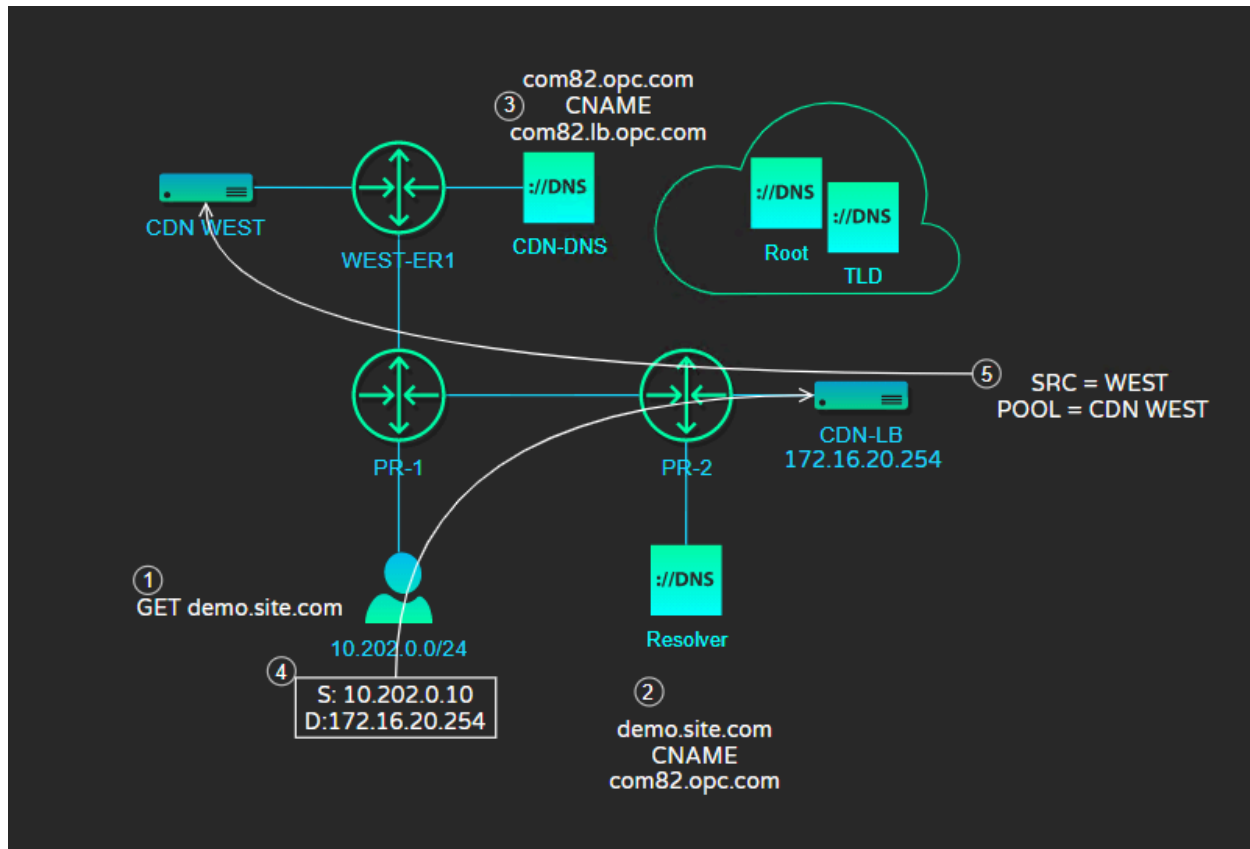 com82.opc.com
3
CNAME
com82.lb.opc.com
://DNS
CDN WEST
WEST-ER1
CDN-DNS
://DNS
Root
://DNS
TLD
5
SRC = WEST
POOL = CDN WEST
PR-1
PR-2
CDN-LB
172.16.20.254
1
GET demo.site.com
10.202.0.0/24
://DNS
Resolver
4
S: 10.202.0.10
D:172.16.20.254
2
demo.site.com
CNAME
com82.opc.com